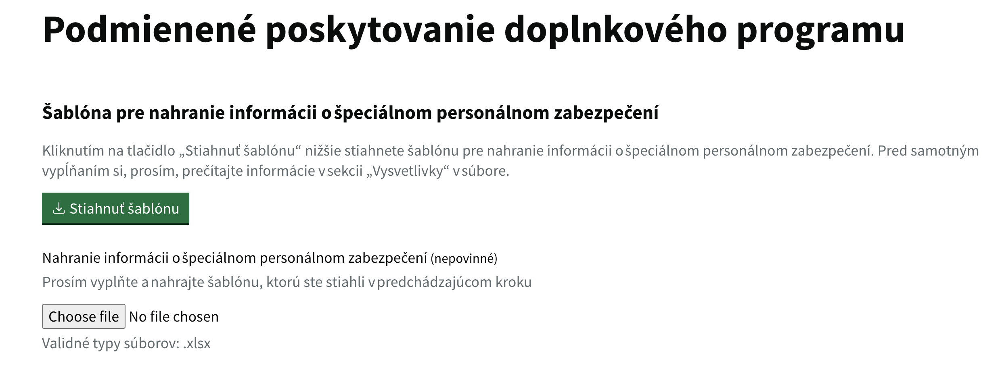 Podmienené poskytovanie doplnkového programu
Šablóna pre nahranie informácii o špeciálnom personálnom zabezpečení
Kliknutím na tlačidlo „Stiahnuť šablónu“ nižšie stiahnete šablónu pre nahranie informácii o špeciálnom personálnom zabezpečení. Pred samotným
vypĺňaním si, prosím, prečítajte informácie v sekcii „Vysvetlivky“ v súbore.
Stiahnuť šablónu
Nahranie informácii o špeciálnom personálnom zabezpečení (nepovinné)
Prosím vyplňte a nahrajte šablónu, ktorú ste stiahli v predchádzajúcom kroku
Choose file No file chosen
Validné typy súborov: .xlsx